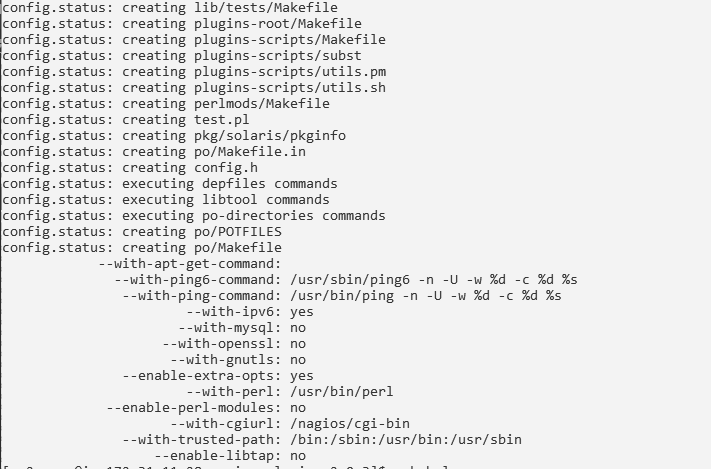 config.status: creating lib/tests/Makefile
config.status: creating plugins-root/Makefile
config.status: creating plugins-scripts/Makefile
config.status: creating plugins-scripts/subst
config.status: creating plugins-scripts/utils.pm
config.status: creating plugins-scripts/utils.sh
config.status: creating perlmods/Makefile
config.status: creating test.pl
config.status: creating pkg/solaris/pkginfo
config.status: creating po/Makefile.in
config.status: creating config.h
config.status: executing depfiles commands
config.status: executing libtool commands
config.status: executing po-directories commands
config.status: creating po/POTFILES
config.status: creating po/Makefile
--with-apt-get-command:
--with-ping6-command: /usr/sbin/ping6 -n -U -w %d -c %d %s
--with-ping-command: /usr/bin/ping -n -U -w %d -c %d %s
--with-ipv6: yes
--with-mysql: no
--with-openssl: no
--with-gnutls: no
--enable-extra-opts: yes
--with-perl: /usr/bin/perl
--enable-perl-modules: no
--with-cgiurl: /nagios/cgi-bin
--with-trusted-path: /bin:/sbin:/usr/bin:/usr/sbin
--enable-libtap: no